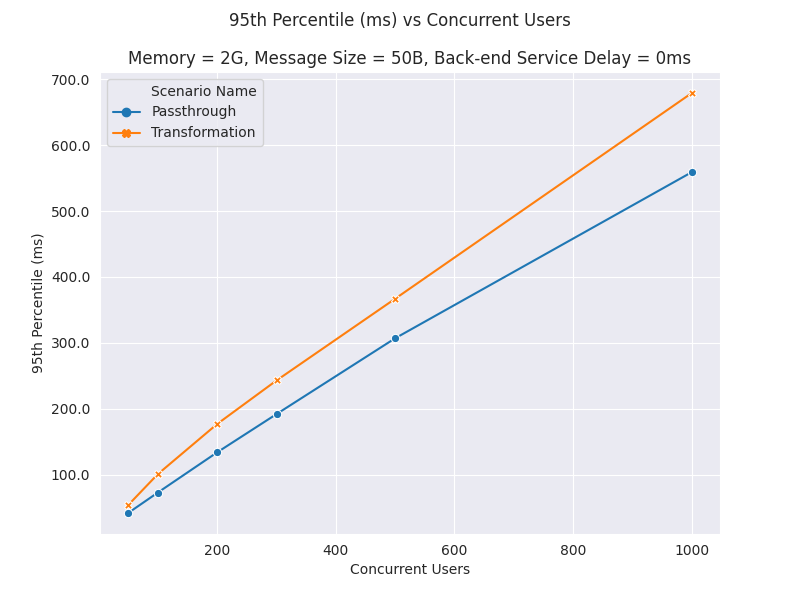 95th Percentile (ms) vs Concurrent Users
Memory = 2G, Message Size = 50B, Back-end Service Delay = 0ms
700.0
600.0
500.0
400.0
300.0
200.0
100.0
95th Percentile (ms)
Scenario Name
Passthrough
Transformation
200 400 600 800 1000
Concurrent Users